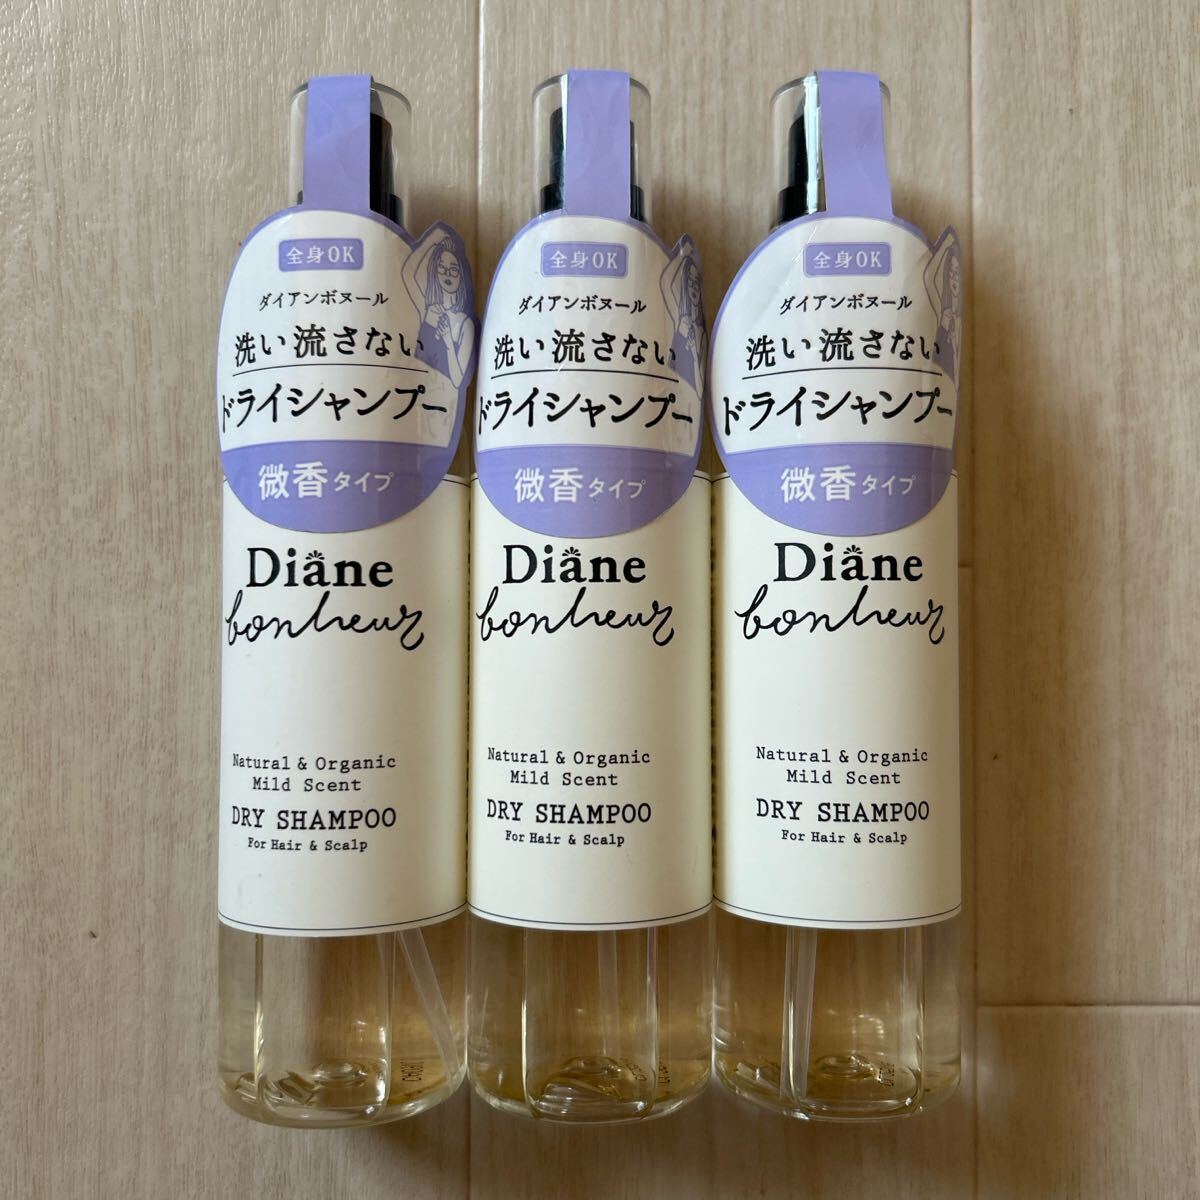 全身OK
ダイアンボヌール
洗い流さない
ドライシャンプー
微香タイプ
Diane
bonheur
Natural & Organic
Mild Scent
DRY SHAMPOO
For Hair & Scalp
全身OK
ダイアンボヌール
洗い流さない
ドライシャンプー
微香タイプ
Diane
bonheur
Natural & Organic
Mild Scent
DRY SHAMPOO
For Hair & Scalp
全身OK
ダイアンボヌール
洗い流さない
ドライシャンプー
微香タイプ
Diane
bonheur
Natural & Organic
Mild Scent
DRY SHAMPOO
For Hair & Scalp